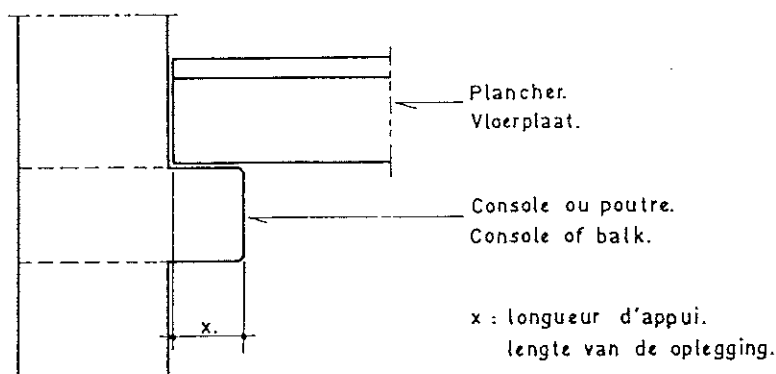 Plancher.
Vloerplaat.
Console ou poutre.
Console of balk.
x.
x : longueur d'appui.
lengte van de oplegging.